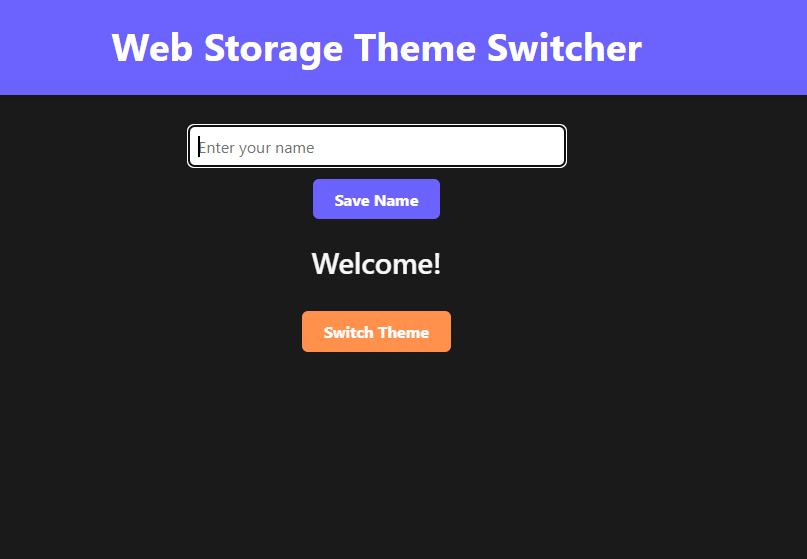 Web Storage Theme Switcher
Enter your name
Save Name
Welcome!
Switch Theme